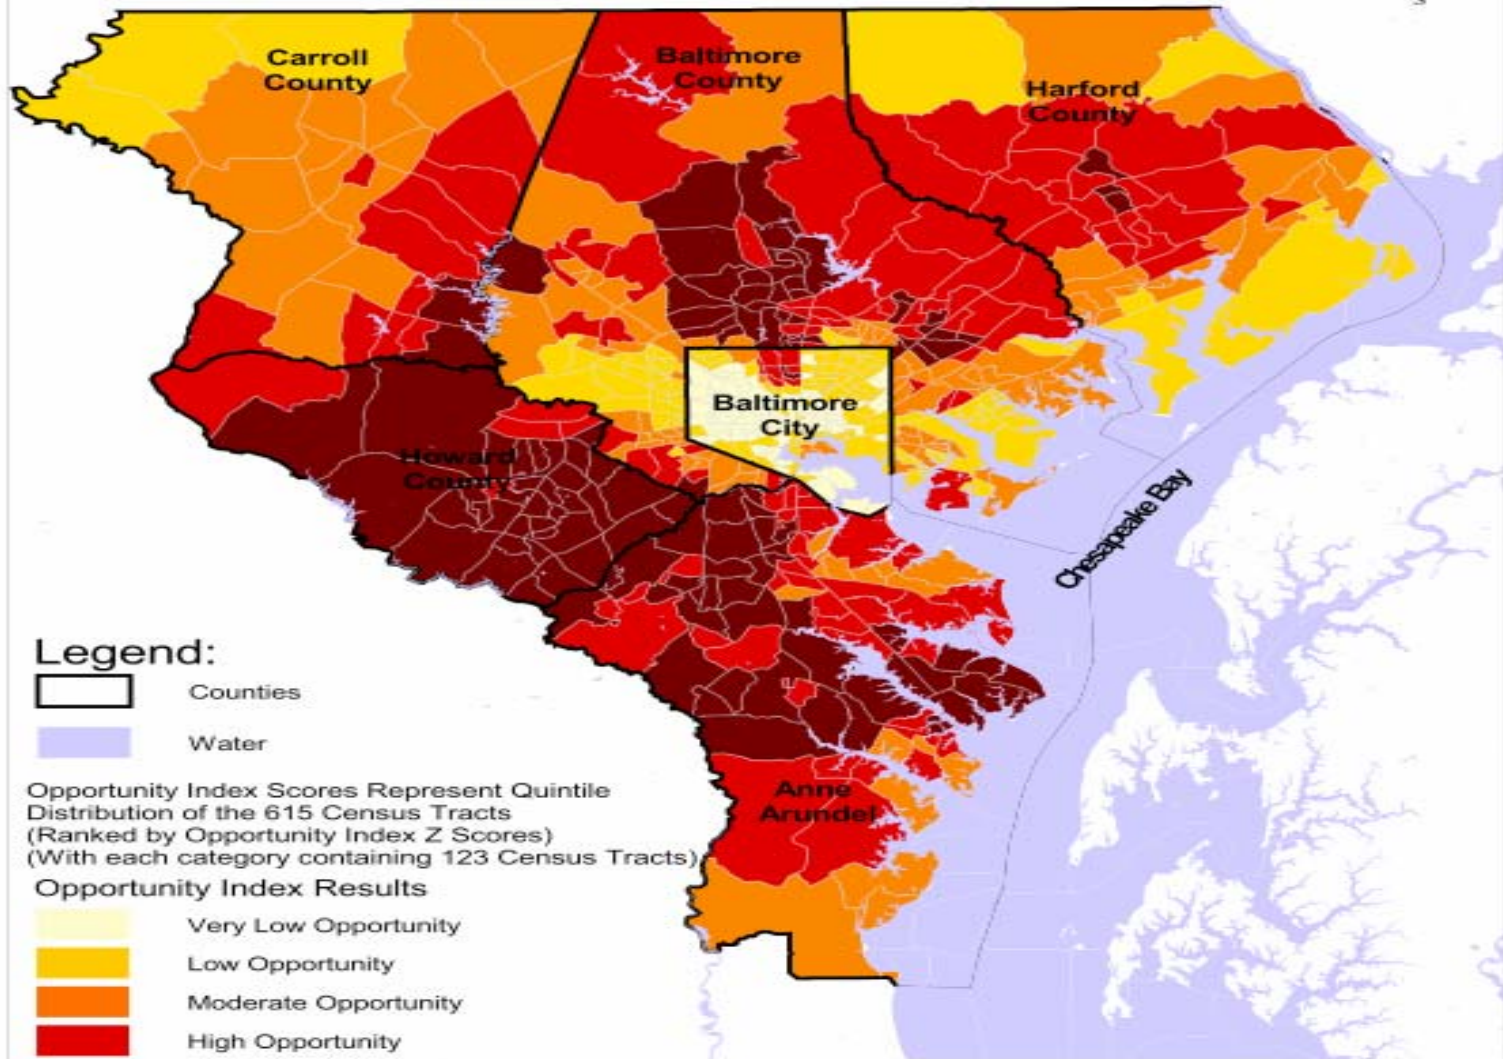 Carroll
County
Baltimore
County
Harford
County
Baltimore
City
Howard
County
Chesapeake Bay
Anne
Arundel
Legend:
Counties
Water
Opportunity Index Scores Represent Quintile
Distribution of the 615 Census Tracts
(Ranked by Opportunity Index Z Scores)
(With each category containing 123 Census Tracts)
Opportunity Index Results
Very Low Opportunity
Low Opportunity
Moderate Opportunity
High Opportunity